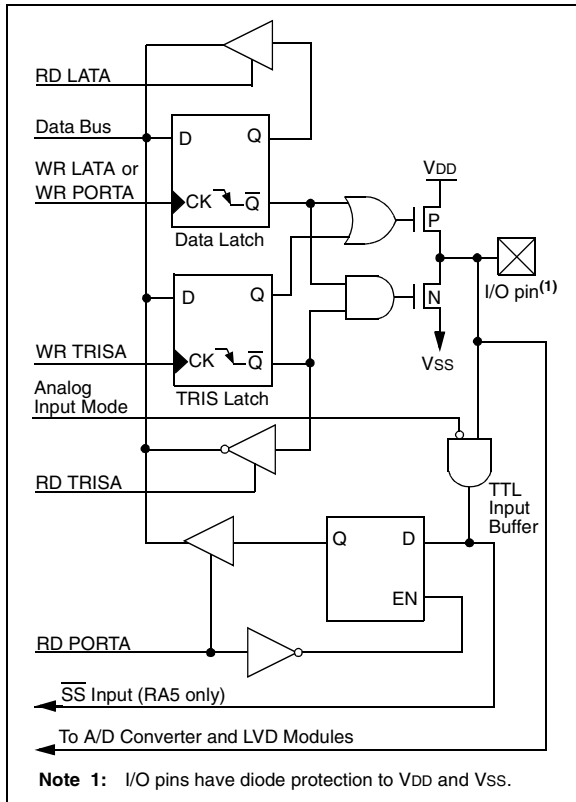 RD LATA
Data Bus
D Q
WR LATA or
WR PORTA
CK Q̅
Data Latch
VDD
P
I/O pin(1)
N
VSS
D Q
WR TRISA
CK Q̅
TRIS Latch
Analog
Input Mode
RD TRISA
TTL
Input
Buffer
Q D
EN
RD PORTA
S̅S̅ Input (RA5 only)
To A/D Converter and LVD Modules
Note 1: I/O pins have diode protection to VDD and VSS.